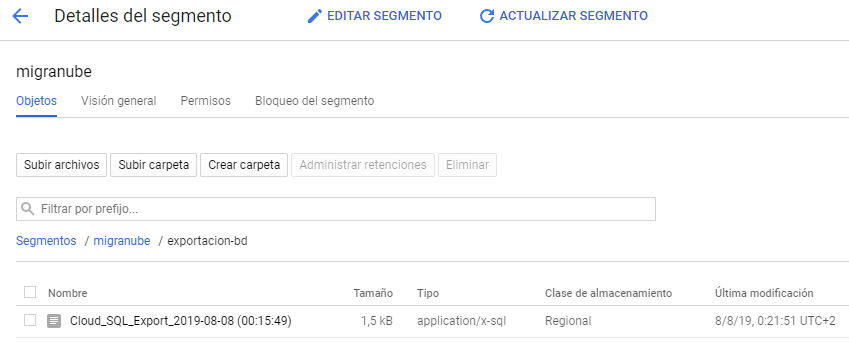 Detalles del segmento EDITAR SEGMENTO ACTUALIZAR SEGMENTO
migranube
Objetos Visión general Permisos Bloqueo del segmento
Subir archivos Subir carpeta Crear carpeta Administrar retenciones Eliminar
Filtrar por prefijo...
Segmentos / migranube / exportacion-bd
Nombre Tamaño Tipo Clase de almacenamiento Última modificación
Cloud_SQL_Export_2019-08-08 (00:15:49) 1,5 kB application/x-sql Regional 8/8/19, 0:21:51 UTC+2